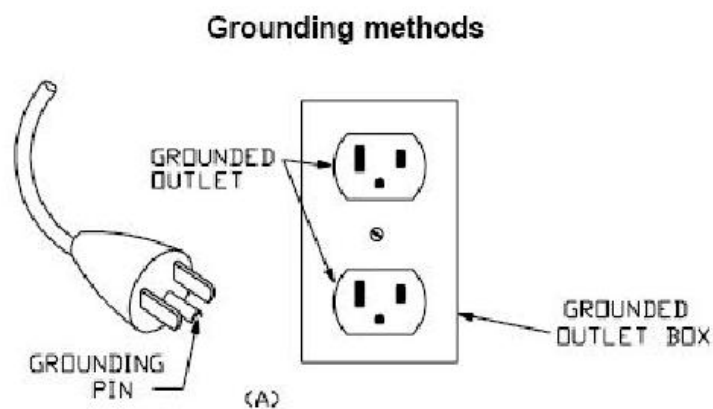 Grounding methods
GROUNDED
OUTLET
GROUNDED
OUTLET BOX
GROUNDING
PIN
(A)